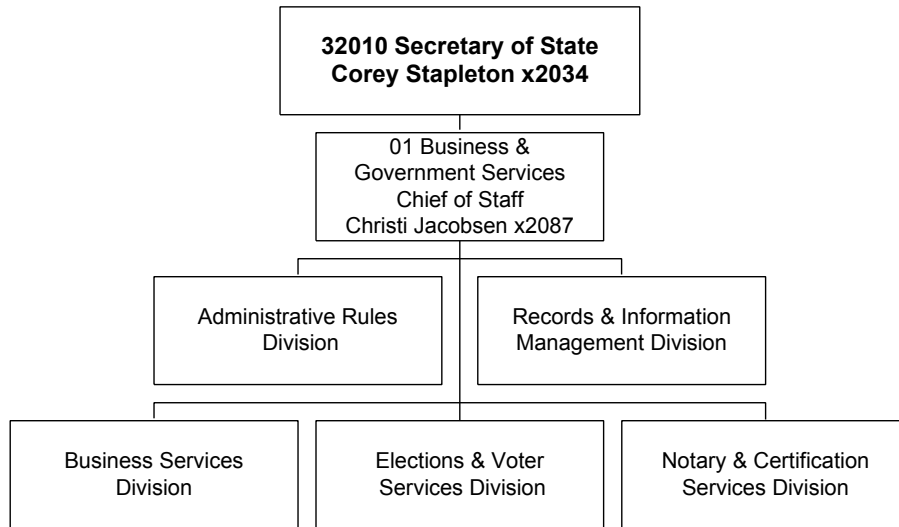 32010 Secretary of State
Corey Stapleton x2034
01 Business &
Government Services
Chief of Staff
Christi Jacobsen x2087
Administrative Rules
Division
Records & Information
Management Division
Business Services
Division
Elections & Voter
Services Division
Notary & Certification
Services Division